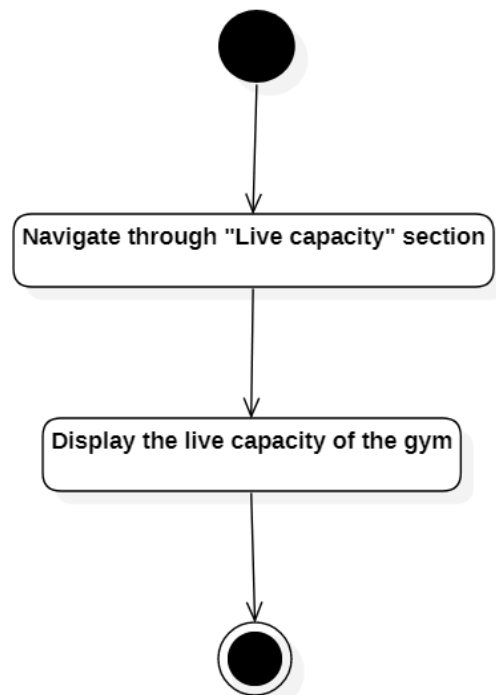 Navigate through "Live capacity" section
Display the live capacity of the gym